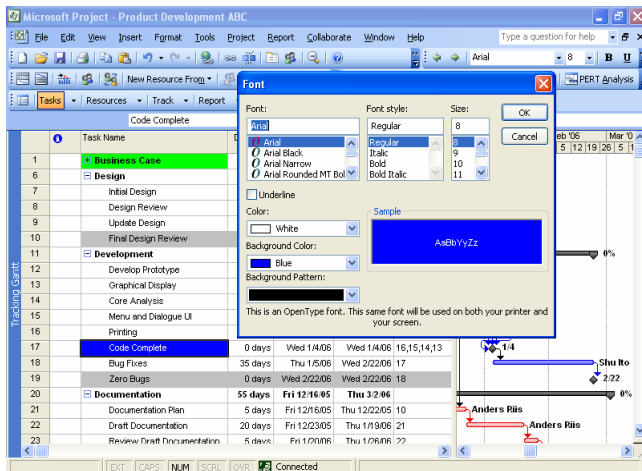 Microsoft Project - Product Development ABC
File Edit View Insert Format Tools Project Report Collaborate Window Help Type a question for help
Arial 8 B U
New Resource From PERT Analysis
Tasks Resources Track Report
Code Complete
Task Name
eb '06 Mar '0
5 12 19 26 5 1
1 Business Case
6 Design
7 Initial Design
8 Design Review
9 Update Design
10 Final Design Review
11 Development 0%
12 Develop Prototype
13 Graphical Display
14 Core Analysis
15 Menu and Dialogue UI
16 Printing
17 Code Complete 0 days Wed 1/4/06 Wed 1/4/06 16,15,14,13 1/4
18 Bug Fixes 35 days Thu 1/5/06 Wed 2/22/06 17 Shu Ito
19 Zero Bugs 0 days Wed 2/22/06 Wed 2/22/06 18 2/22
20 Documentation 55 days Fri 12/16/05 Thu 3/2/06 0%
21 Documentation Plan 5 days Fri 12/16/05 Thu 12/22/05 10 Anders Riis
22 Draft Documentation 20 days Fri 12/23/05 Thu 1/19/06 21 Anders Riis
23 Review Draft Documentation 5 days Fri 1/20/06 Thu 1/26/06 22
Tracking Gantt
EXT CAPS NUM SCRL OVR Connected
Font
Font: Font style: Size:
Arial Regular 8 OK
Arial Regular 8 Cancel
Arial Black Italic 9
Arial Narrow Bold 10
Arial Rounded MT Bol Bold Italic 11
Underline
Color: Sample
White
AaBbYyZz
Background Color:
Blue
Background Pattern:
This is an OpenType font. This same font will be used on both your printer and
your screen.